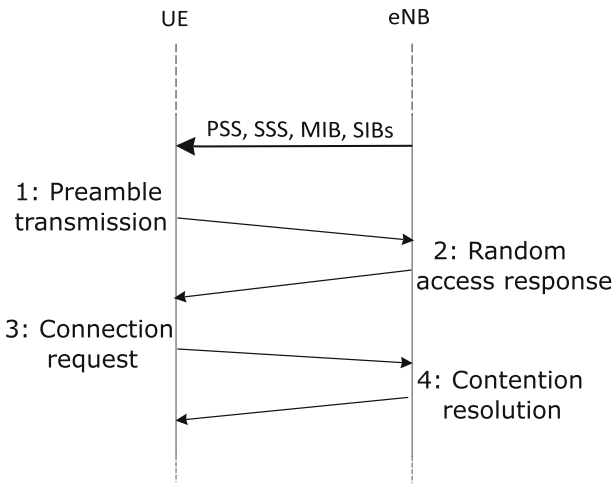 UE
eNB
PSS, SSS, MIB, SIBs
1: Preamble
transmission
2: Random
access response
3: Connection
request
4: Contention
resolution